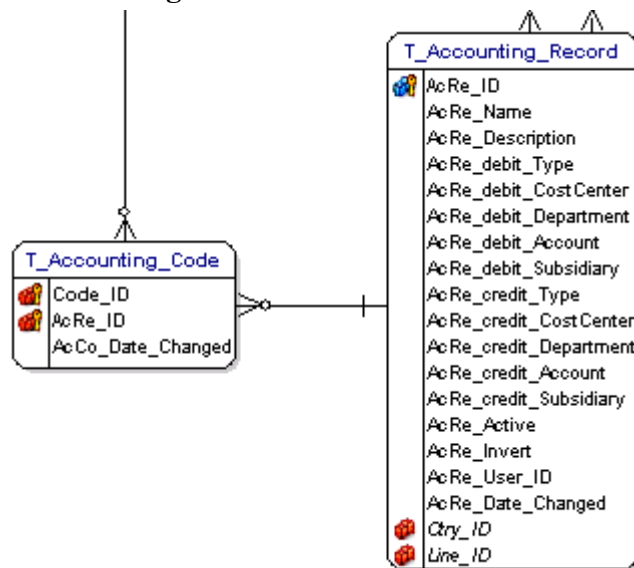 T_Accounting_Record
AcRe_ID
AcRe_Name
AcRe_Description
AcRe_debit_Type
AcRe_debit_CostCenter
AcRe_debit_Department
AcRe_debit_Account
AcRe_debit_Subsidiary
AcRe_credit_Type
AcRe_credit_CostCenter
AcRe_credit_Department
AcRe_credit_Account
AcRe_credit_Subsidiary
AcRe_Active
AcRe_Invert
AcRe_User_ID
AcRe_Date_Changed
Ctry_ID
Line_ID
T_Accounting_Code
Code_ID
AcRe_ID
AcCo_Date_Changed